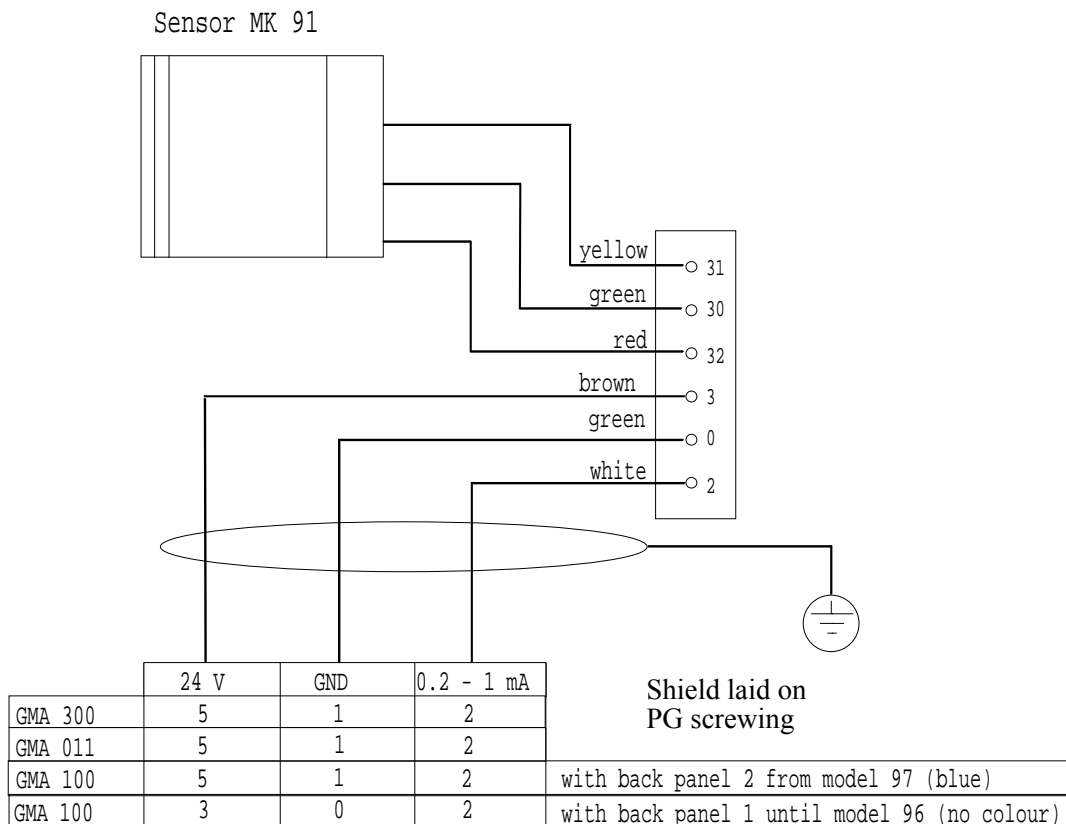 Sensor MK 91
yellow
31
green
30
red
32
brown
3
green
0
white
2
24 V GND 0.2 - 1 mA
Shield laid on
PG screwing
GMA 300 5 1 2
GMA 011 5 1 2
GMA 100 5 1 2 with back panel 2 from model 97 (blue)
GMA 100 3 0 2 with back panel 1 until model 96 (no colour)